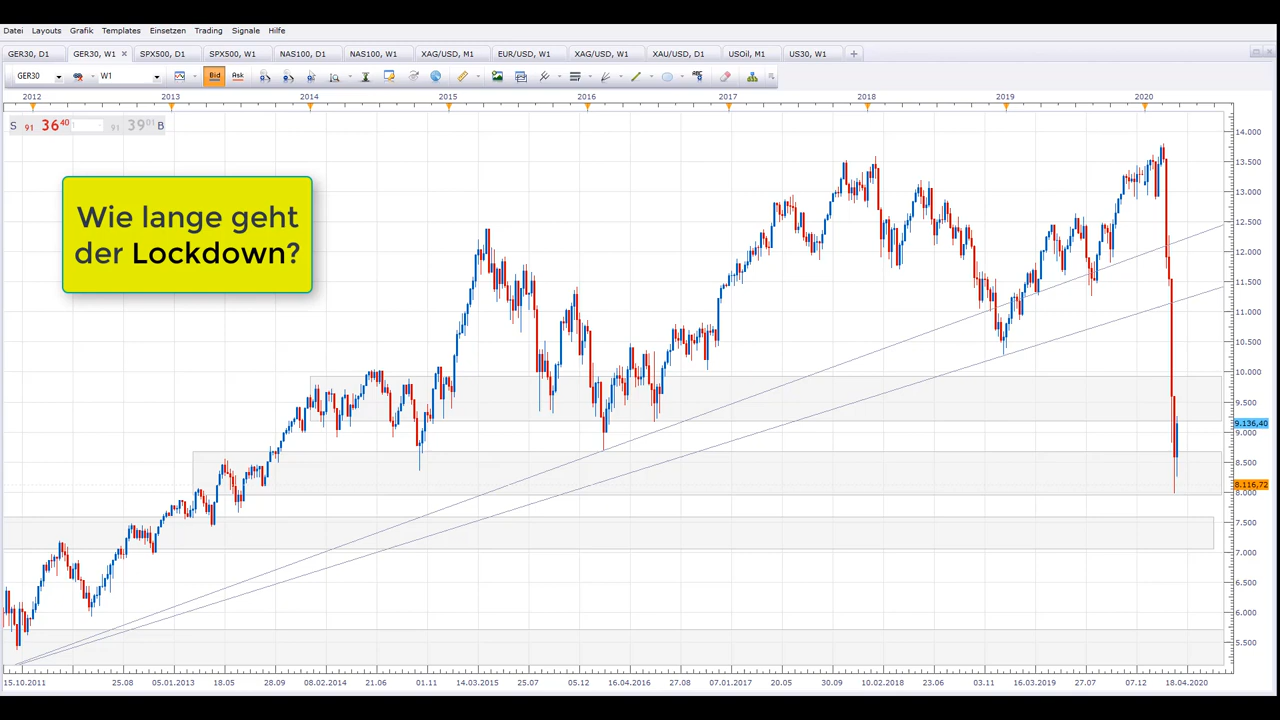 Datei Layouts Grafik Templates Einsetzen Trading Signale Hilfe
GER30, D1 GER30, W1 SPX500, D1 SPX500, W1 NAS100, D1 NAS100, W1 XAG/USD, M1 EUR/USD, W1 XAG/USD, W1 XAU/USD, D1 USOil, M1 US30, W1
GER30 W1 Bid Ask ABC
2012 2013 2014 2015 2016 2017 2018 2019 2020
S 91 36 40 1 91 39 01 B
Wie lange geht
der Lockdown?
14.000
13.500
13.000
12.500
12.000
11.500
11.000
10.500
10.000
9.500
9.136,40
9.000
8.500
8.116,72
8.000
7.500
7.000
6.500
6.000
5.500
15.10.2011 25.08 05.01.2013 18.05 28.09 08.02.2014 21.06 01.11 14.03.2015 25.07 05.12 16.04.2016 27.08 07.01.2017 20.05 30.09 10.02.2018 23.06 03.11 16.03.2019 27.07 07.12 18.04.2020